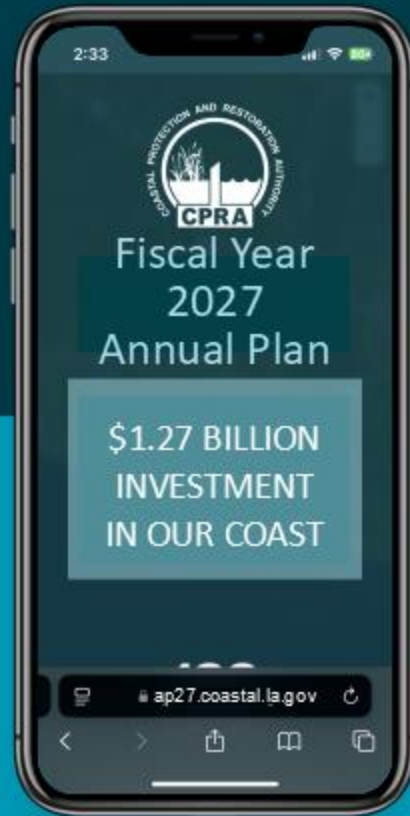 2:33
COASTAL PROTECTION AND RESTORATION AUTHORITY
CPRA
Fiscal Year
2027
Annual Plan
$1.27 BILLION
INVESTMENT
IN OUR COAST
ap27.coastal.la.gov